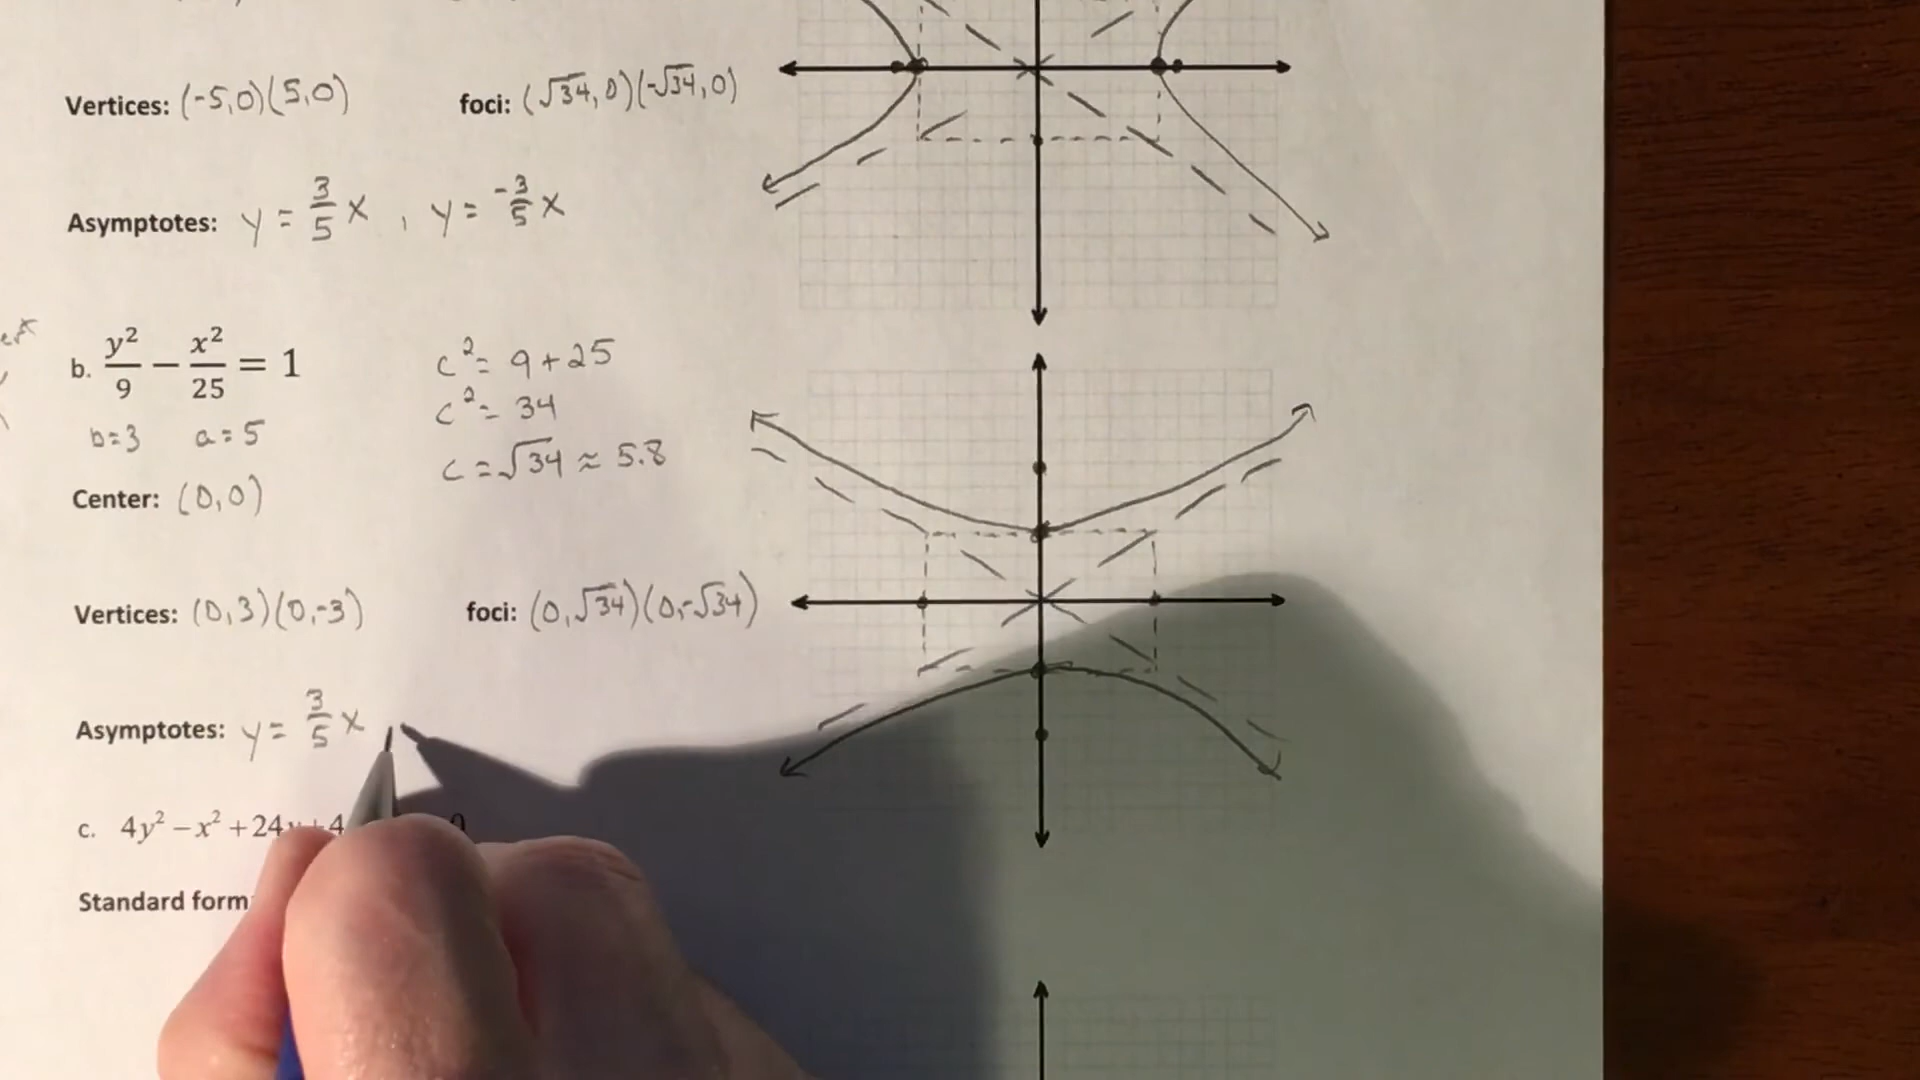 Vertices: (-5,0)(5,0) foci: (√34,0)(-√34,0)
Asymptotes: y = 3/5 x , y = -3/5 x
b. y²/9 − x²/25 = 1
b=3 a=5
c²= 9+25
c²= 34
c=√34 ≈ 5.8
Center: (0,0)
Vertices: (0,3)(0,-3) foci: (0,√34)(0,-√34)
Asymptotes: y = 3/5 x
c. 4y² − x² + 24y + 4
Standard form